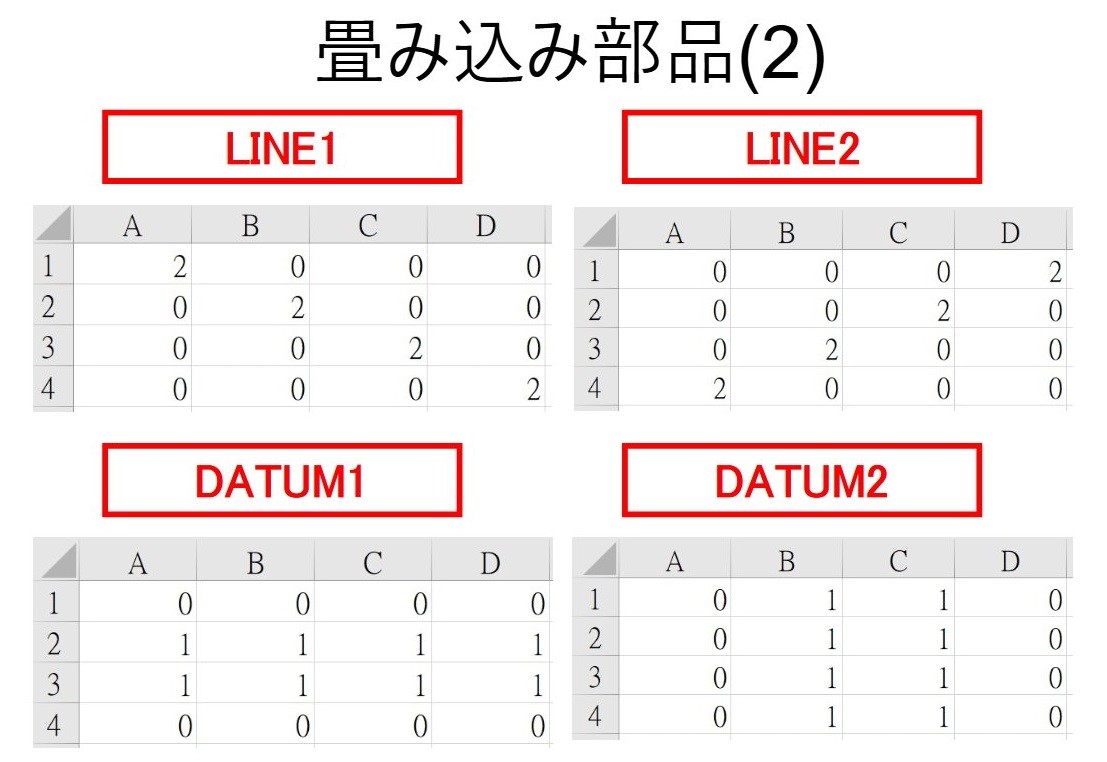 畳み込み部品(2)
LINE1
A B C D
1 2 0 0 0
2 0 2 0 0
3 0 0 2 0
4 0 0 0 2
LINE2
A B C D
1 0 0 0 2
2 0 0 2 0
3 0 2 0 0
4 2 0 0 0
DATUM1
A B C D
1 0 0 0 0
2 1 1 1 1
3 1 1 1 1
4 0 0 0 0
DATUM2
A B C D
1 0 1 1 0
2 0 1 1 0
3 0 1 1 0
4 0 1 1 0